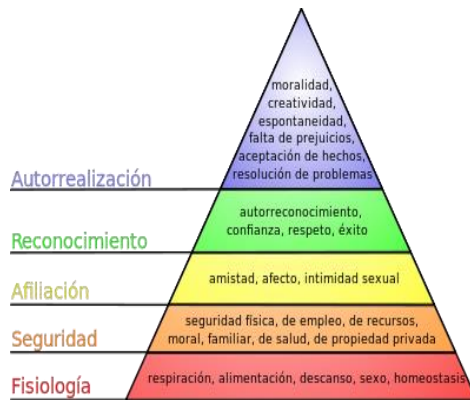 moralidad,
creatividad,
espontaneidad,
falta de prejuicios,
aceptación de hechos,
resolución de problemas
Autorrealización
autorreconocimiento,
confianza, respeto, éxito
Reconocimiento
amistad, afecto, intimidad sexual
Afiliación
seguridad física, de empleo, de recursos,
moral, familiar, de salud, de propiedad privada
Seguridad
respiración, alimentación, descanso, sexo, homeostasis
Fisiología